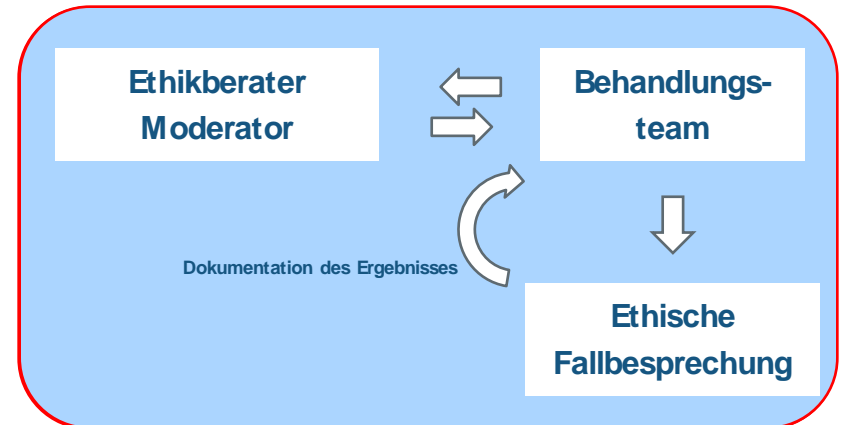 Ethikberater
Moderator
Behandlungs-
team
Dokumentation des Ergebnisses
Ethische
Fallbesprechung